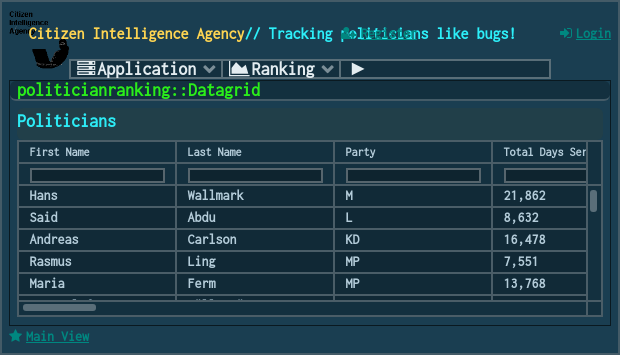 Citizen
Intelligence
Agency
Citizen Intelligence Agency// Tracking politicians like bugs!
Register
Login
Application Ranking
politicianranking::Datagrid
Politicians
First Name Last Name Party Total Days Ser
Hans Wallmark M 21,862
Said Abdu L 8,632
Andreas Carlson KD 16,478
Rasmus Ling MP 7,551
Maria Ferm MP 13,768
Main View